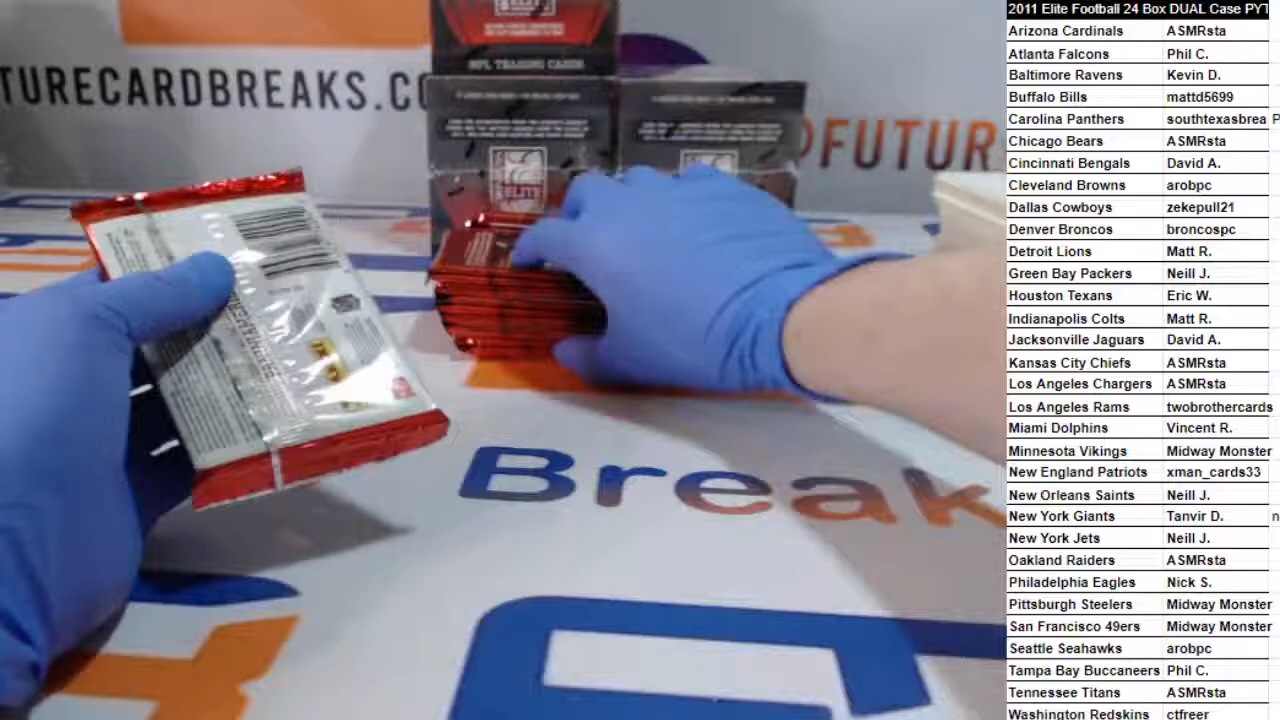 TURECARDBREAKS.CO
NFL TRADING CARDS
ELITE
DFUTUR
Break
2011 Elite Football 24 Box DUAL Case PYT
Arizona Cardinals ASMRsta
Atlanta Falcons Phil C.
Baltimore Ravens Kevin D.
Buffalo Bills mattd5699
Carolina Panthers southtexasbrea P
Chicago Bears ASMRsta
Cincinnati Bengals David A.
Cleveland Browns arobpc
Dallas Cowboys zekepull21
Denver Broncos broncospc
Detroit Lions Matt R.
Green Bay Packers Neill J.
Houston Texans Eric W.
Indianapolis Colts Matt R.
Jacksonville Jaguars David A.
Kansas City Chiefs ASMRsta
Los Angeles Chargers ASMRsta
Los Angeles Rams twobrothercards
Miami Dolphins Vincent R.
Minnesota Vikings Midway Monster
New England Patriots xman_cards33
New Orleans Saints Neill J.
New York Giants Tanvir D. n
New York Jets Neill J.
Oakland Raiders ASMRsta
Philadelphia Eagles Nick S.
Pittsburgh Steelers Midway Monster
San Francisco 49ers Midway Monster
Seattle Seahawks arobpc
Tampa Bay Buccaneers Phil C.
Tennessee Titans ASMRsta
Washington Redskins ctfreer